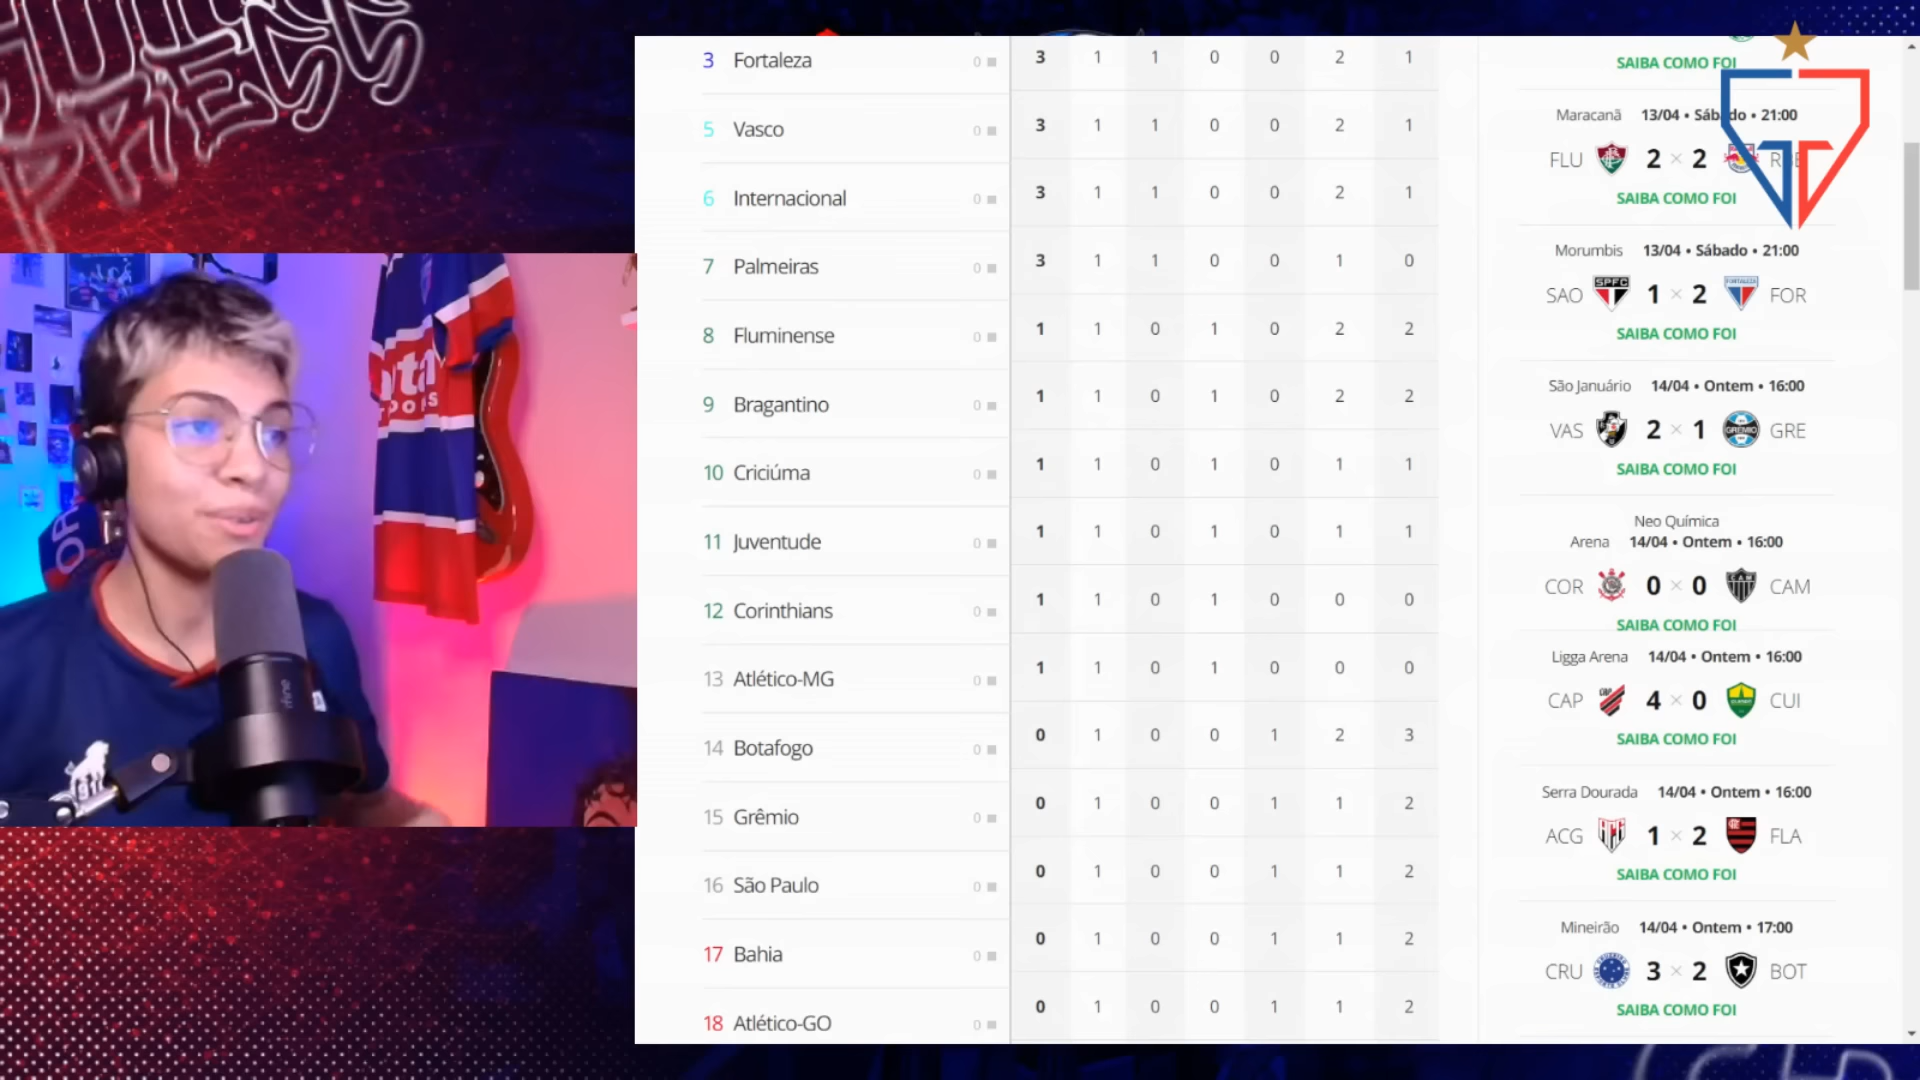 3 Fortaleza 0 3 1 1 0 0 2 1
5 Vasco 0 3 1 1 0 0 2 1
6 Internacional 0 3 1 1 0 0 2 1
7 Palmeiras 0 3 1 1 0 0 1 0
8 Fluminense 0 1 1 0 1 0 2 2
9 Bragantino 0 1 1 0 1 0 2 2
10 Criciúma 0 1 1 0 1 0 1 1
11 Juventude 0 1 1 0 1 0 1 1
12 Corinthians 0 1 1 0 1 0 0 0
13 Atlético-MG 0 1 1 0 1 0 0 0
14 Botafogo 0 0 1 0 0 1 2 3
15 Grêmio 0 0 1 0 0 1 1 2
16 São Paulo 0 0 1 0 0 1 1 2
17 Bahia 0 0 1 0 0 1 1 2
18 Atlético-GO 0 0 1 0 0 1 1 2
SAIBA COMO FOI
Maracanã 13/04 • Sábado • 21:00
FLU 2 × 2
SAIBA COMO FOI
Morumbis 13/04 • Sábado • 21:00
SAO SPFC 1 × 2 FORTALEZA FOR
SAIBA COMO FOI
São Januário 14/04 • Ontem • 16:00
VAS 2 × 1 GRÊMIO GRE
SAIBA COMO FOI
Neo Química
Arena 14/04 • Ontem • 16:00
COR 0 × 0 CAM CAM
SAIBA COMO FOI
Ligga Arena 14/04 • Ontem • 16:00
CAP CAP 4 × 0 CUI
SAIBA COMO FOI
Serra Dourada 14/04 • Ontem • 16:00
ACG 1 × 2 FLA
SAIBA COMO FOI
Mineirão 14/04 • Ontem • 17:00
CRU 3 × 2 BOT
SAIBA COMO FOI